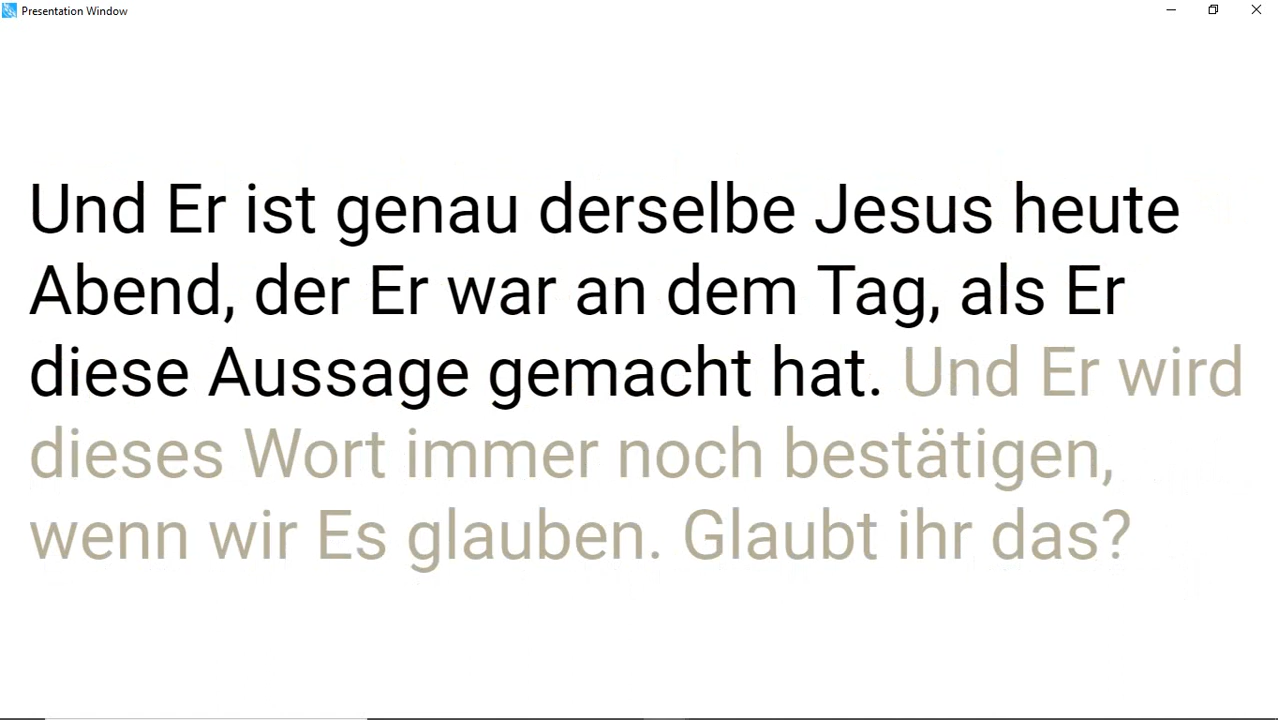 Presentation Window
Und Er ist genau derselbe Jesus heute
Abend, der Er war an dem Tag, als Er
diese Aussage gemacht hat. Und Er wird
dieses Wort immer noch bestätigen,
wenn wir Es glauben. Glaubt ihr das?